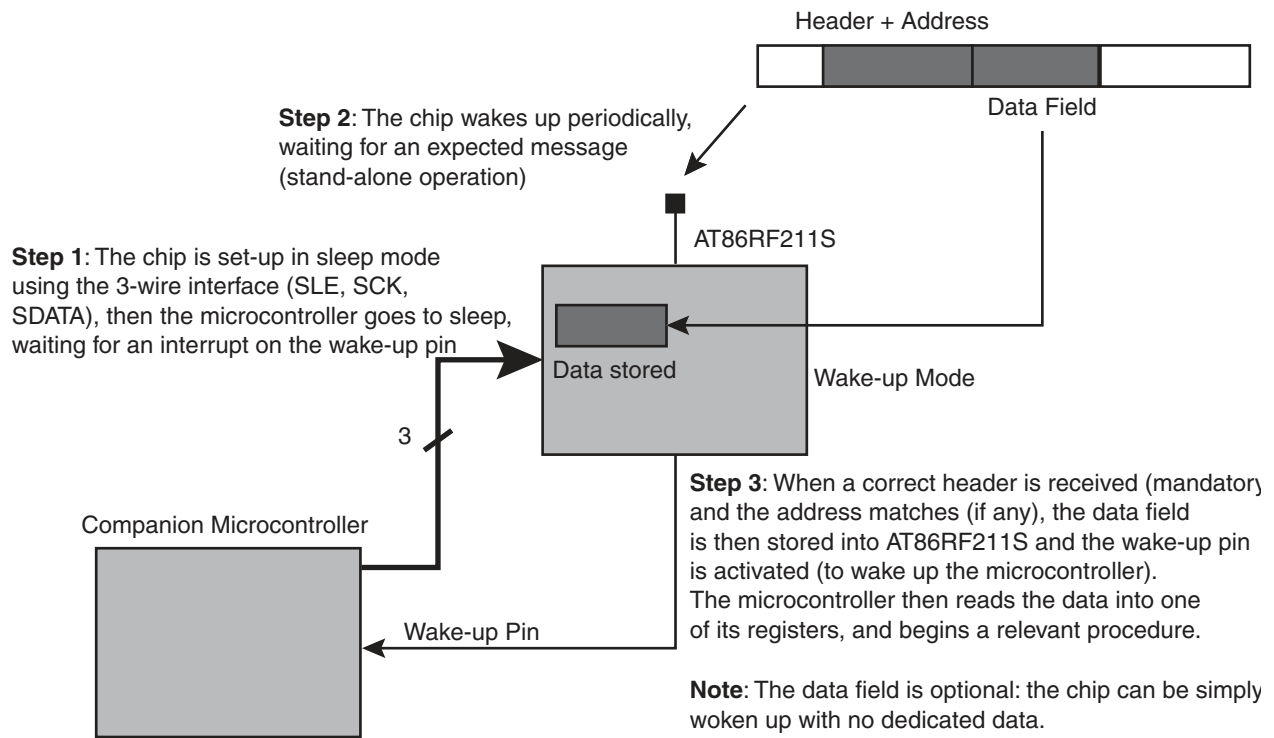 Header + Address
Data Field
Step 2: The chip wakes up periodically,
waiting for an expected message
(stand-alone operation)
AT86RF211S
Step 1: The chip is set-up in sleep mode
using the 3-wire interface (SLE, SCK,
SDATA), then the microcontroller goes to sleep,
waiting for an interrupt on the wake-up pin
Data stored
Wake-up Mode
3
Step 3: When a correct header is received (mandatory
and the address matches (if any), the data field
is then stored into AT86RF211S and the wake-up pin
is activated (to wake up the microcontroller).
The microcontroller then reads the data into one
of its registers, and begins a relevant procedure.
Companion Microcontroller
Wake-up Pin
Note: The data field is optional: the chip can be simply
woken up with no dedicated data.